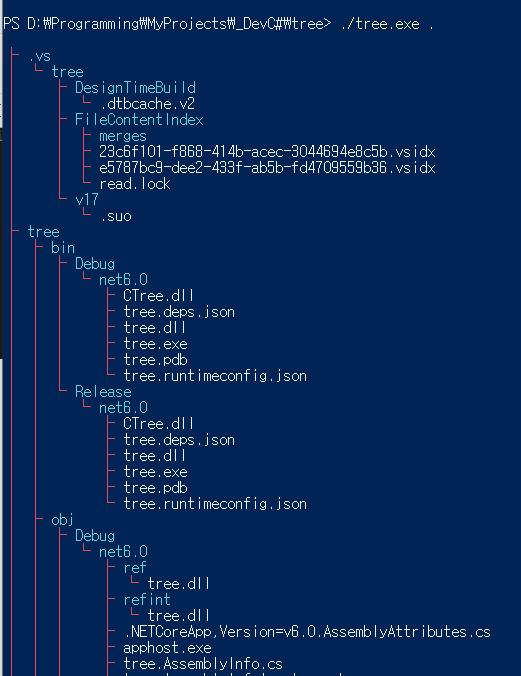 PS D:₩Programming₩MyProjects₩_DevC#₩tree> ./tree.exe .
.vs
tree
DesignTimeBuild
.dtbcache.v2
FileContentIndex
merges
23c6f101-f868-414b-acec-3044694e8c5b.vsidx
e5787bc9-dee2-433f-ab5b-fd4709559b36.vsidx
read.lock
v17
.suo
tree
bin
Debug
net6.0
CTree.dll
tree.deps.json
tree.dll
tree.exe
tree.pdb
tree.runtimeconfig.json
Release
net6.0
CTree.dll
tree.deps.json
tree.dll
tree.exe
tree.pdb
tree.runtimeconfig.json
obj
Debug
net6.0
ref
tree.dll
refint
tree.dll
.NETCoreApp,Version=v6.0.AssemblyAttributes.cs
apphost.exe
tree.AssemblyInfo.cs